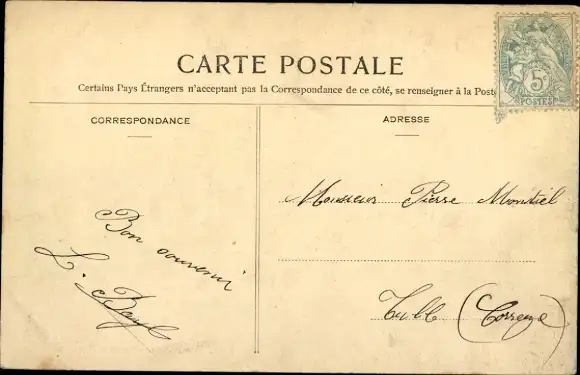 CARTE POSTALE
Certains Pays Étrangers n'acceptant pas la Correspondance de ce côté, se renseigner à la Poste
CORRESPONDANCE
ADRESSE
5c
POSTES
Monsieur Pierre Montiel
Bon souvenir
L.
Tulle (Corrèze)